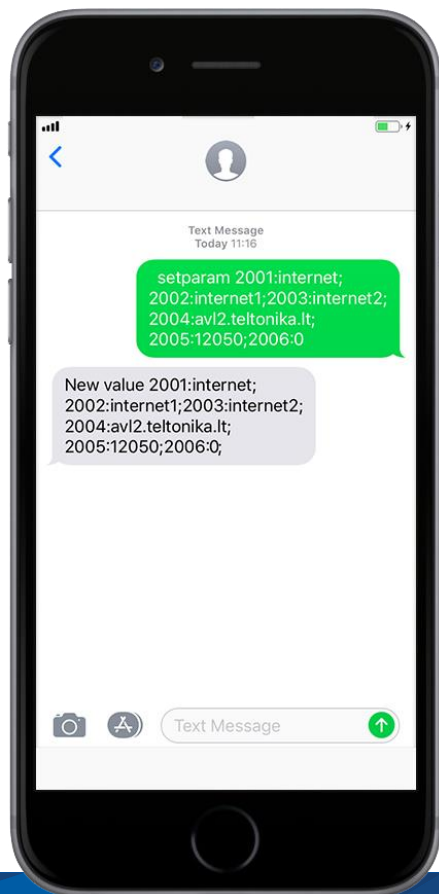 Text Message
Today 11:16
setparam 2001:internet;
2002:internet1;2003:internet2;
2004:avl2.teltonika.lt;
2005:12050;2006:0
New value 2001:internet;
2002:internet1;2003:internet2;
2004:avl2.teltonika.lt;
2005:12050;2006:0;
Text Message